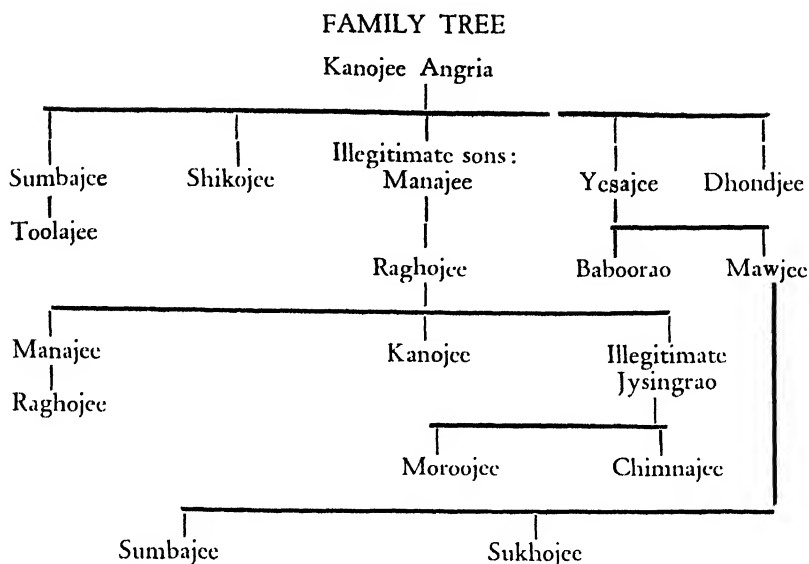 FAMILY TREE
Kanojee Angria
Illegitimate sons:
Sumbajee Shikojee Manajee Yesajee Dhondjee
Toolajee
Raghojee Baboorao Mawjee
Manajee Kanojee Illegitimate
Raghojee Jysingrao
Moroojee Chimnajee
Sumbajee Sukhojee